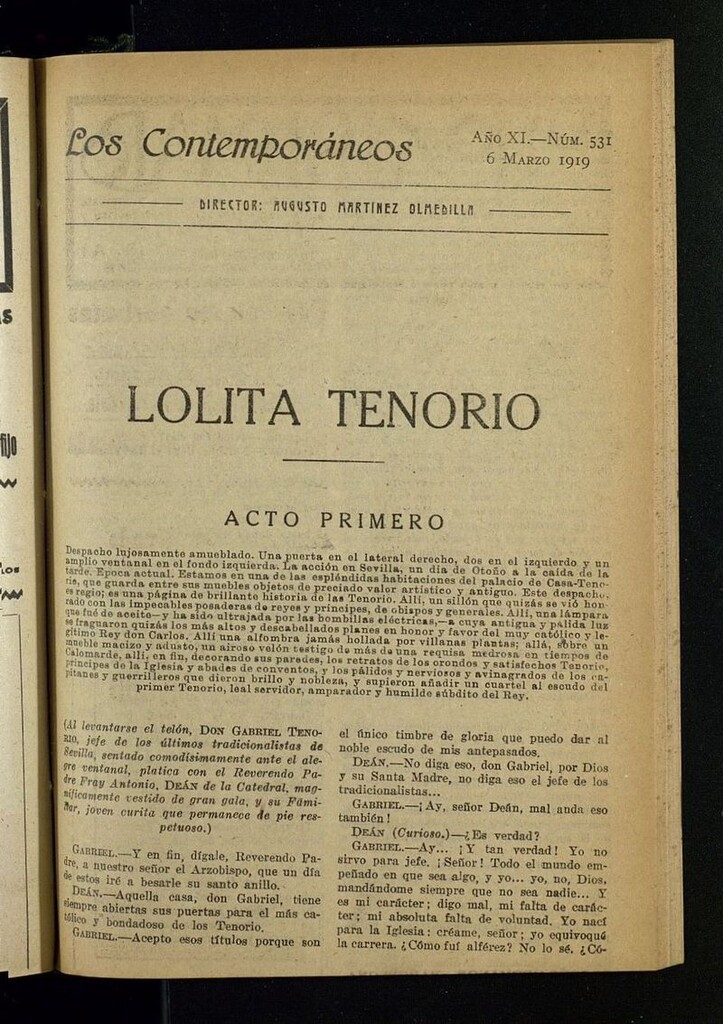 Los Contemporáneos
AÑO XI.—NÚM. 531
6 MARZO 1919
DIRECTOR: AUGUSTO MARTÍNEZ OLMEDILLA
LOLITA TENORIO
ACTO PRIMERO
Despacho lujosamente amueblado. Una puerta en el lateral derecho, dos en el izquierdo y un
amplio ventanal en el fondo izquierda. La acción en Sevilla, un día de Otoño a la caída de la
tarde. Epoca actual. Estamos en una de las espléndidas habitaciones del palacio de Casa-Teno-
rio, que guarda entre sus muebles objetos de preciado valor artístico y antiguo. Este despacho,
es regio; es una página de brillante historia de las Tenorio. Allí, un sillón que quizás se vió hon-
rado con las impecables posaderas de reyes y príncipes, de obispos y generales. Allí, una lámpara
que fué de aceite—y ha sido ultrajada por las bombillas eléctricas,—a cuya antigua y pálida luz
se fraguaron quizás los más altos y descabellados planes en honor y favor del muy católico y le-
gítimo Rey don Carlos. Allí una alfombra jamás hollada por villanas plantas; allá, sobre un
mueble macizo y adusto, un airoso velón testigo de más de una requisa medrosa en tiempos de
Calomarde, allí, en fin, decorando sus paredes, los retratos de los orondos y satisfechos Tenorio,
príncipes de la Iglesia y abades de conventos, y los pálidos y nerviosos y avinagrados de los ca-
pitanes y guerrilleros que dieron brillo y nobleza, y supieron añadir un cuartel al escudo del
primer Tenorio, leal servidor, amparador y humilde súbdito del Rey.
(Al levantarse el telón, DON GABRIEL TENO-
RIO, jefe de los últimos tradicionalistas de
Sevilla, sentado comodísimamente ante el ale-
gre ventanal, platica con el Reverendo Pa-
dre Fray Antonio, DEÁN de la Catedral, mag-
níficamente vestido de gran gala, y su Fámi-
liar, joven curita que permanece de pie res-
petuoso.)
GABRIEL.—Y en fin, dígale, Reverendo Pa-
dre, a nuestro señor el Arzobispo, que un día
de estos iré a besarle su santo anillo.
DEÁN.—Aquella casa, don Gabriel, tiene
siempre abiertas sus puertas para el más ca-
tólico y bondadoso de los Tenorio.
GABRIEL.—Acepto esos títulos porque son
el único timbre de gloria que puedo dar al
noble escudo de mis antepasados.
DEÁN.—No diga eso, don Gabriel, por Dios
y su Santa Madre, no diga eso el jefe de los
tradicionalistas...
GABRIEL.—¡Ay, señor Deán, mal anda eso
también!
DEÁN (Curioso.)—¿Es verdad?
GABRIEL.—Ay... ¡Y tan verdad! Yo no
sirvo para jefe. ¡Señor! Todo el mundo em-
peñado en que sea algo, y yo... yo, no, Dios,
mandándome siempre que no sea nadie... Y
es mi carácter; digo mal, mi falta de carác-
ter; mi absoluta falta de voluntad. Yo nací
para la Iglesia: créame, señor; yo equivoqué
la carrera. ¿Cómo fuí alférez? No lo sé. ¿Có-
S
fijo
LOS